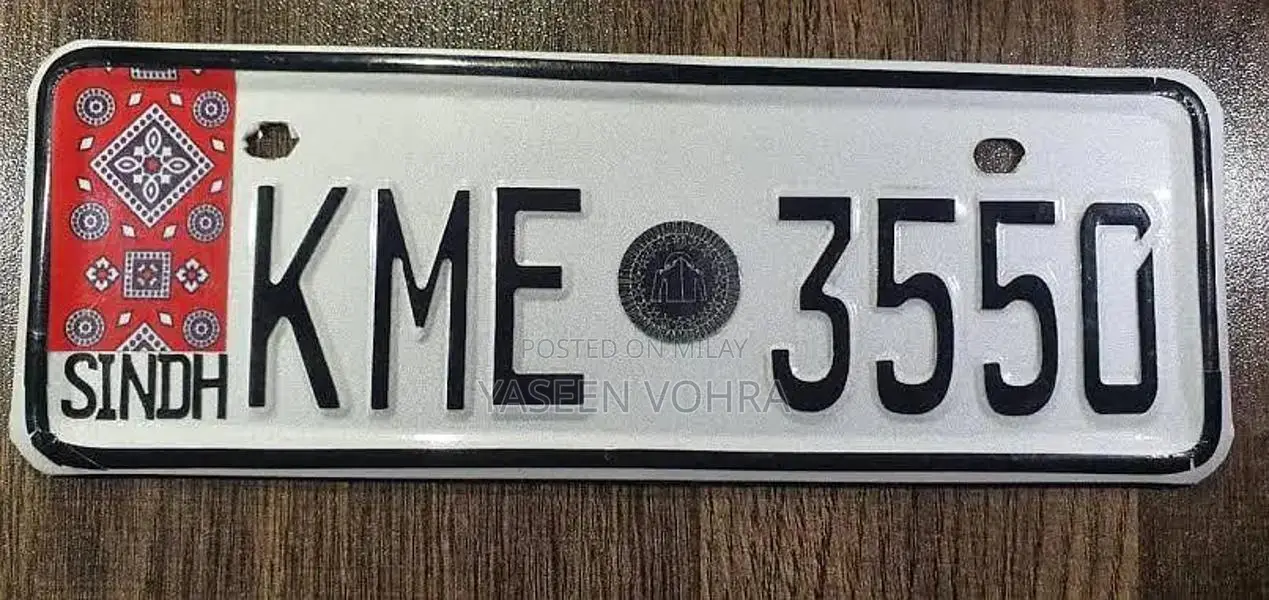 SINDH
KME 3550
POSTED ON MILAY
YASEEN VOHRA